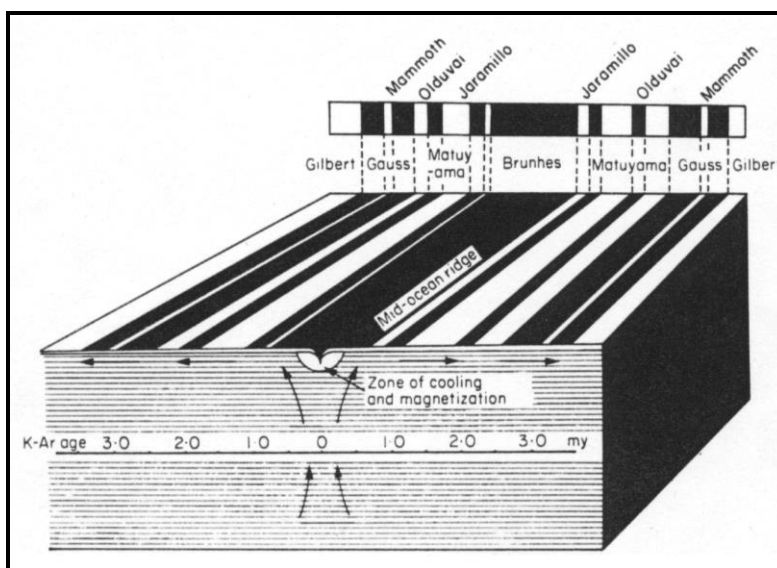 Mammoth
Olduvai
Jaramillo
Jaramillo
Olduvai
Mammoth
Gilbert Gauss Matuy Brunhes Matuyama Gauss Gilber
-ama
Mid-ocean ridge
Zone of cooling
and magnetization
K-Ar age 3·0 2·0 1·0 0 1·0 2·0 3·0 my